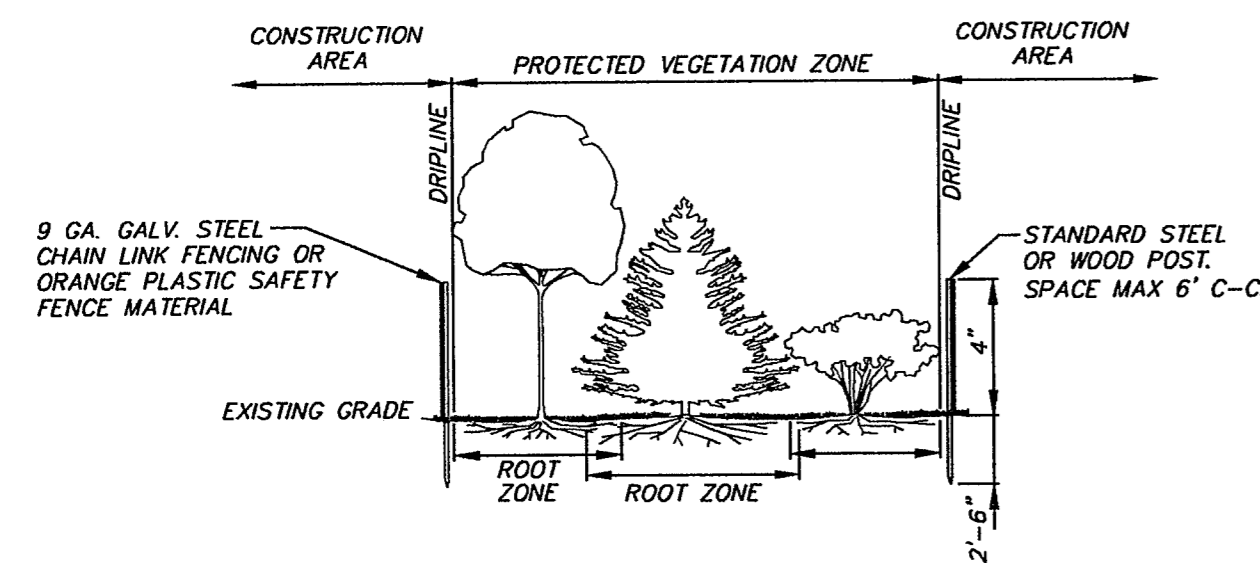 CONSTRUCTION
AREA
PROTECTED VEGETATION ZONE
CONSTRUCTION
AREA
DRIPLINE
DRIPLINE
9 GA. GALV. STEEL
CHAIN LINK FENCING OR
ORANGE PLASTIC SAFETY
FENCE MATERIAL
STANDARD STEEL
OR WOOD POST.
SPACE MAX 6' C-C
4"
EXISTING GRADE
ROOT
ZONE
ROOT ZONE
2'-6"